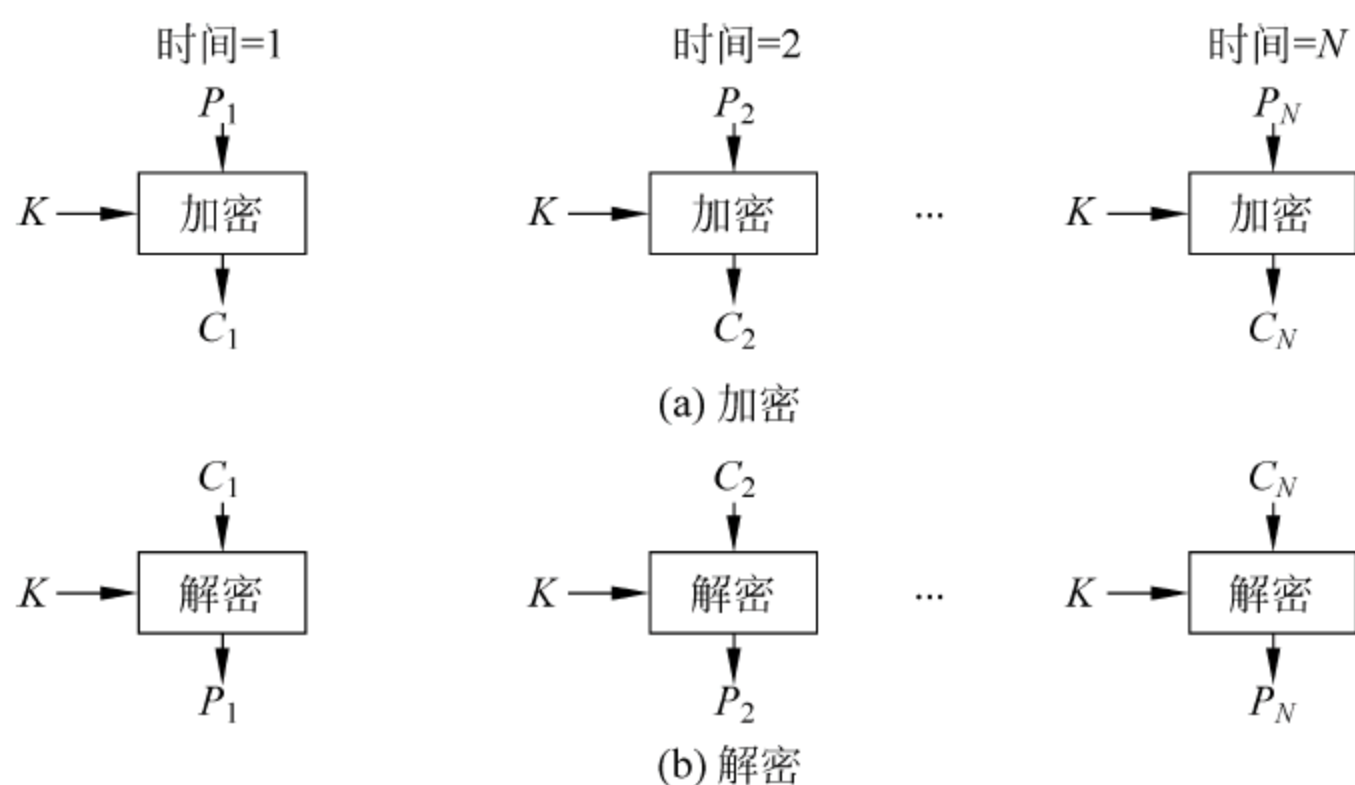 时间=1 时间=2 时间=N
P1 P2 PN
K 加密 K 加密 ... K 加密
C1 C2 CN
(a) 加密
C1 C2 CN
K 解密 K 解密 ... K 解密
P1 P2 PN
(b) 解密